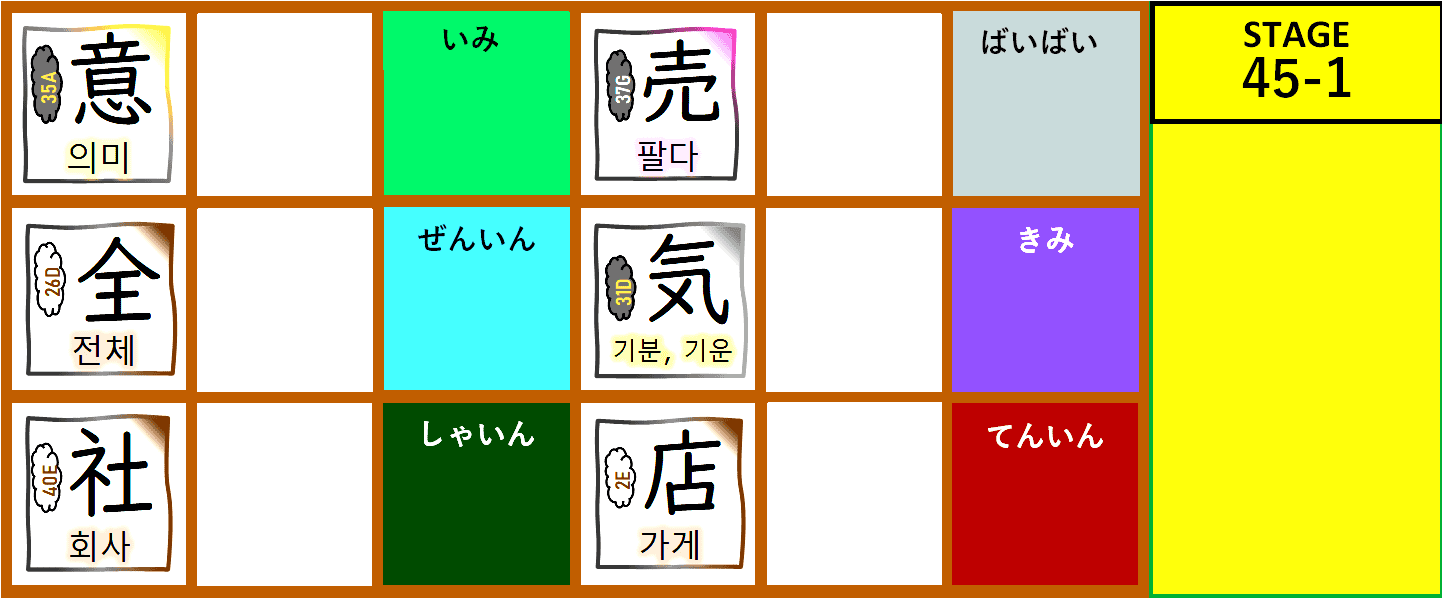 35A
意
의미
いみ
37G
売
팔다
ばいばい
STAGE
45-1
26D
全
전체
ぜんいん
31D
気
기분, 기운
きみ
40E
社
회사
しゃいん
2E
店
가게
てんいん